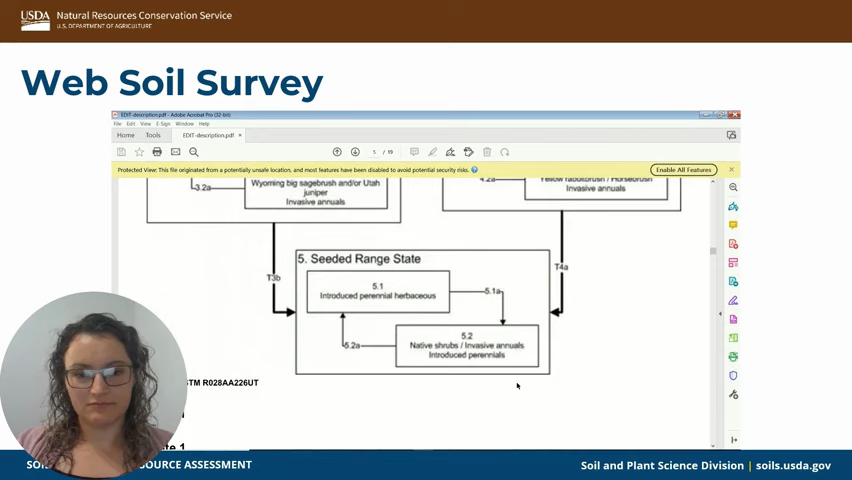 USDA Natural Resources Conservation Service
U.S. DEPARTMENT OF AGRICULTURE
Web Soil Survey
EDIT-description.pdf - Adobe Acrobat Pro (32-bit)
File Edit View E-Sign Window Help
Home Tools EDIT-description.pdf ×
5 / 19
Protected View: This file originated from a potentially unsafe location, and most features have been disabled to avoid potential security risks.
Enable All Features
3.2a
Wyoming big sagebrush and/or Utah
juniper
Invasive annuals
4.2a
Yellow rabbitbrush / Horsebrush
Invasive annuals
T3b
T4a
5. Seeded Range State
5.1
Introduced perennial herbaceous
5.1a
5.2
Native shrubs / Invasive annuals
Introduced perennials
5.2a
STM R028AA226UT
OURCE ASSESSMENT
Soil and Plant Science Division | soils.usda.gov